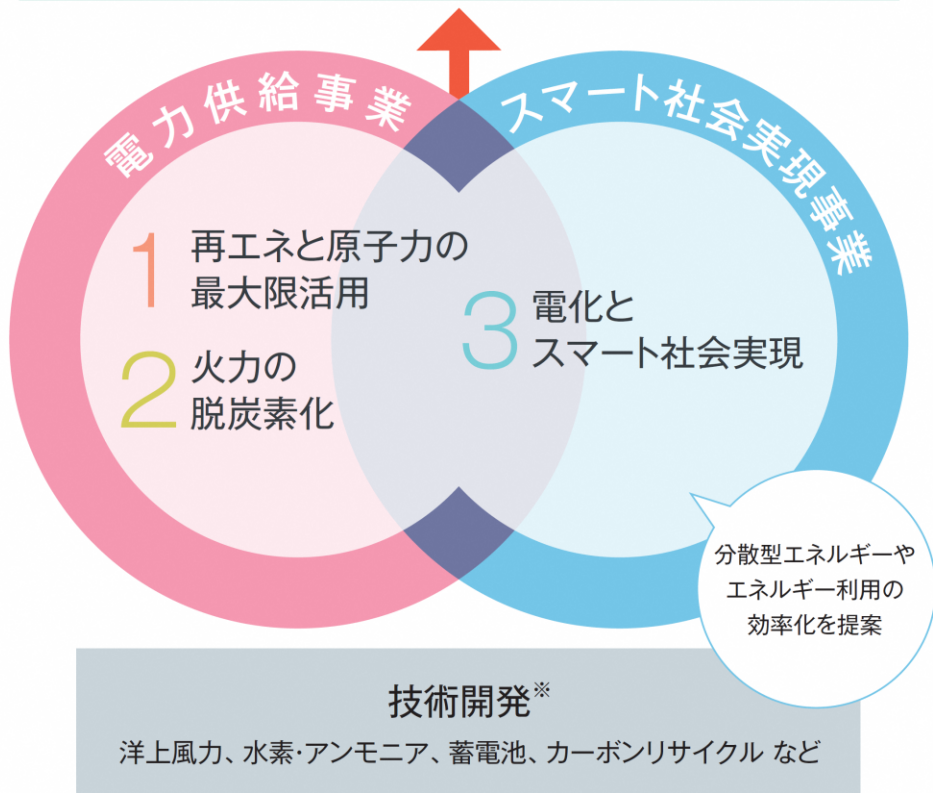 電力供給事業
スマート社会実現事業
1 再エネと原子力の
最大限活用
2 火力の
脱炭素化
3 電化と
スマート社会実現
分散型エネルギーや
エネルギー利用の
効率化を提案
技術開発※
洋上風力、水素・アンモニア、蓄電池、カーボンリサイクル など